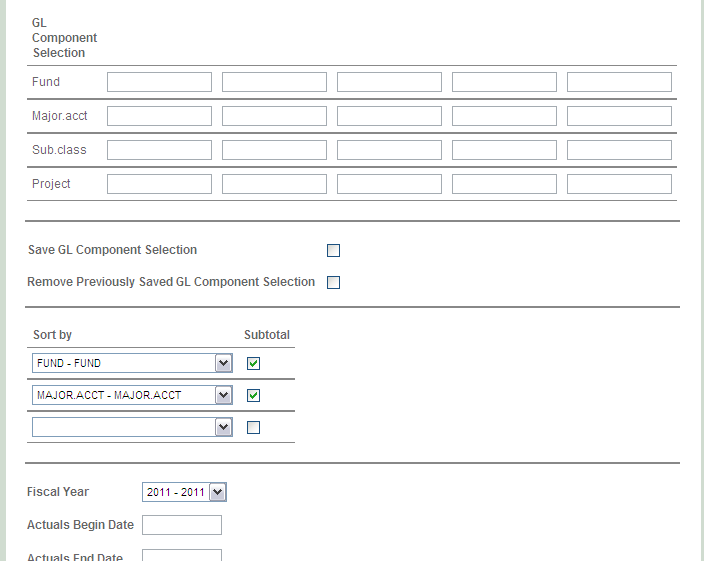 GL
Component
Selection
Fund
Major.acct
Sub.class
Project
Save GL Component Selection
Remove Previously Saved GL Component Selection
Sort by Subtotal
FUND - FUND
MAJOR.ACCT - MAJOR.ACCT
Fiscal Year 2011 - 2011
Actuals Begin Date
Actuals End Date